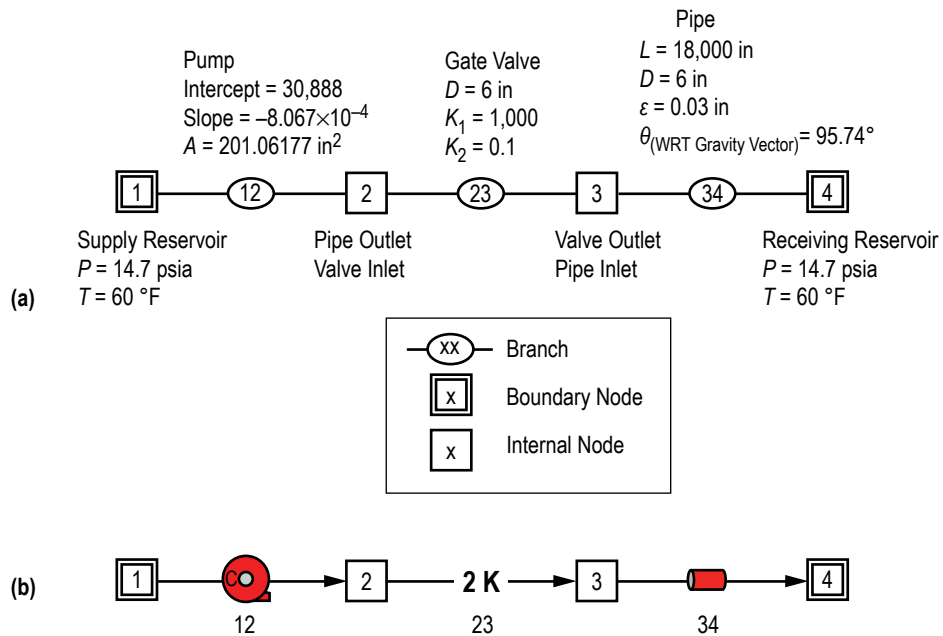 Pump
Intercept = 30,888
Slope = –8.067×10–4
A = 201.06177 in2
Gate Valve
D = 6 in
K1 = 1,000
K2 = 0.1
Pipe
L = 18,000 in
D = 6 in
ε = 0.03 in
θ(WRT Gravity Vector) = 95.74°
1 12 2 23 3 34 4
Supply Reservoir
P = 14.7 psia
T = 60 °F
Pipe Outlet
Valve Inlet
Valve Outlet
Pipe Inlet
Receiving Reservoir
P = 14.7 psia
T = 60 °F
(a)
xx Branch
x Boundary Node
x Internal Node
(b)
1 C 2 2 K 3 4
12 23 34